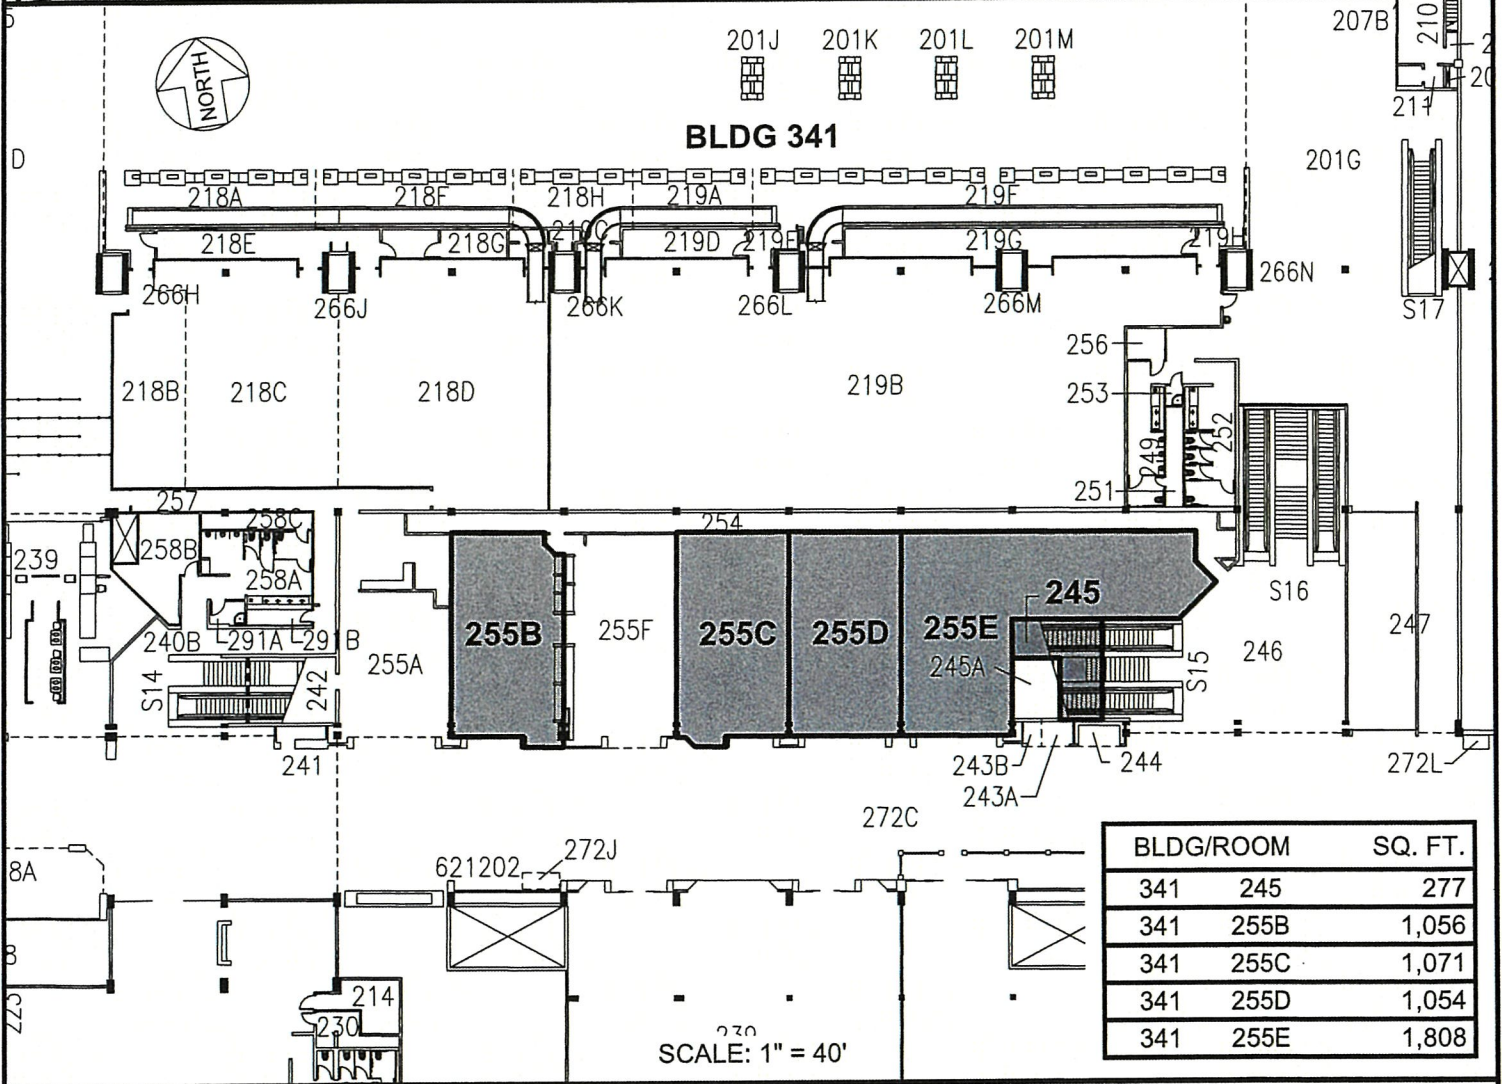 207B
210
201J 201K 201L 201M
NORTH
211
BLDG 341
D
201G
218A 218F 218H 219A 219F
218E 218G 219D 219E 219G 219H
266H 266J 266K 266L 266M 266N
S17
256
218B 218C 218D 219B
253
252
249
251
257
258C 254
239 258B
258A
S16
245
240B 291A 291B
255B 255F 255C 255D 255E
255A 245A 246 247
S14 242 S15
241 243B 244 272L
243A
272C
272J
621202
8A
BLDG/ROOM SQ. FT.
341 245 277
341 255B 1,056
341 255C 1,071
341 255D 1,054
341 255E 1,808
214
230
223
SCALE: 1" = 40'